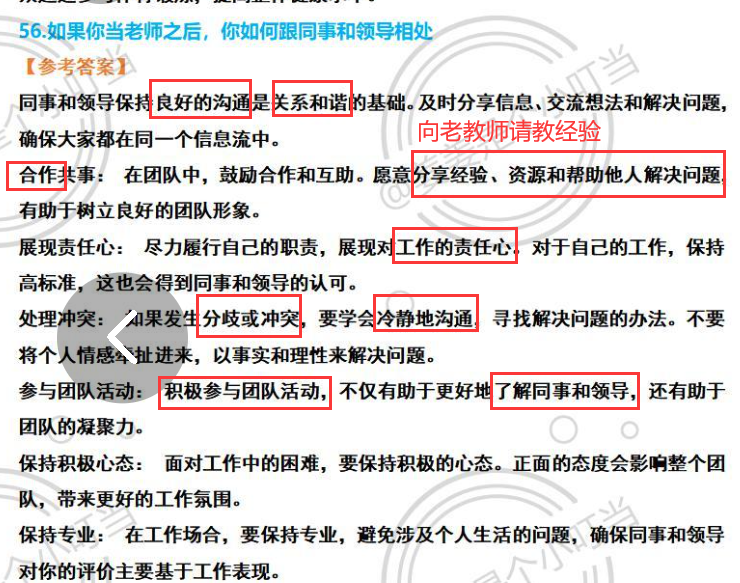 56.如果你当老师之后，你如何跟同事和领导相处
【参考答案】
同事和领导保持良好的沟通是关系和谐的基础。及时分享信息、交流想法和解决问题，
确保大家都在同一个信息流中。
向老教师请教经验
合作共事： 在团队中，鼓励合作和互助。愿意分享经验、资源和帮助他人解决问题，
有助于树立良好的团队形象。
展现责任心： 尽力履行自己的职责，展现对工作的责任心。对于自己的工作，保持
高标准，这也会得到同事和领导的认可。
处理冲突： 如果发生分歧或冲突，要学会冷静地沟通，寻找解决问题的办法。不要
将个人情感牵扯进来，以事实和理性来解决问题。
参与团队活动： 积极参与团队活动，不仅有助于更好地了解同事和领导，还有助于
团队的凝聚力。
保持积极心态： 面对工作中的困难，要保持积极的心态。正面的态度会影响整个团
队，带来更好的工作氛围。
保持专业： 在工作场合，要保持专业，避免涉及个人生活的问题，确保同事和领导
对你的评价主要基于工作表现。